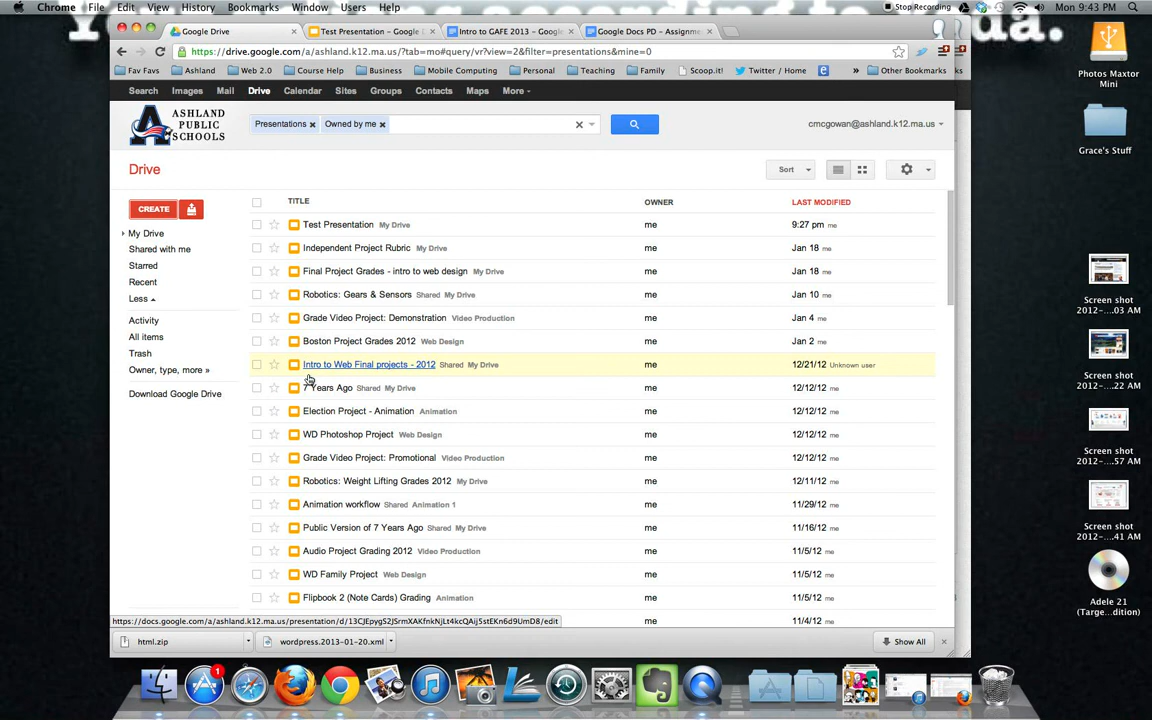 Chrome File Edit View History Bookmarks Window Users Help Stop Recording Mon 9:43 PM
Google Drive Test Presentation – Google Intro to GAFE 2013 – Google Google Docs PD – Assignme
https://drive.google.com/a/ashland.k12.ma.us/?tab=mo#query/vr?view=2&filter=presentations&mine=0
Fav Favs Ashland Web 2.0 Course Help Business Mobile Computing Personal Teaching Family Scoop.it! Twitter / Home » Other Bookmarks
Search Images Mail Drive Calendar Sites Groups Contacts Maps More
ASHLAND
PUBLIC
SCHOOLS
Presentations Owned by me cmcgowan@ashland.k12.ma.us
Drive Sort
CREATE
My Drive
Shared with me
Starred
Recent
Less
Activity
All items
Trash
Owner, type, more »
Download Google Drive
TITLE OWNER LAST MODIFIED
Test Presentation My Drive me 9:27 pm me
Independent Project Rubric My Drive me Jan 18 me
Final Project Grades - intro to web design My Drive me Jan 18 me
Robotics: Gears & Sensors Shared My Drive me Jan 10 me
Grade Video Project: Demonstration Video Production me Jan 4 me
Boston Project Grades 2012 Web Design me Jan 2 me
Intro to Web Final projects - 2012 Shared My Drive me 12/21/12 Unknown user
7 Years Ago Shared My Drive me 12/12/12 me
Election Project - Animation Animation me 12/12/12 me
WD Photoshop Project Web Design me 12/12/12 me
Grade Video Project: Promotional Video Production me 12/12/12 me
Robotics: Weight Lifting Grades 2012 My Drive me 12/11/12 me
Animation workflow Shared Animation 1 me 11/29/12 me
Public Version of 7 Years Ago Shared My Drive me 11/16/12 me
Audio Project Grading 2012 Video Production me 11/5/12 me
WD Family Project Web Design me 11/5/12 me
Flipbook 2 (Note Cards) Grading Animation me 11/5/12 me
me 11/4/12 me
https://docs.google.com/a/ashland.k12.ma.us/presentation/d/13CJEpygS2JSrmXAKfnkNjLt4kcQAij5stEKn6d9UmD8/edit
html.zip wordpress.2013-01-20.xml Show All
Photos Maxtor
Mini
Grace's Stuff
Screen shot
2012-....03 AM
Screen shot
2012-....22 AM
Screen shot
2012-....57 AM
Screen shot
2012-....41 AM
Adele 21
(Targe...dition)
1